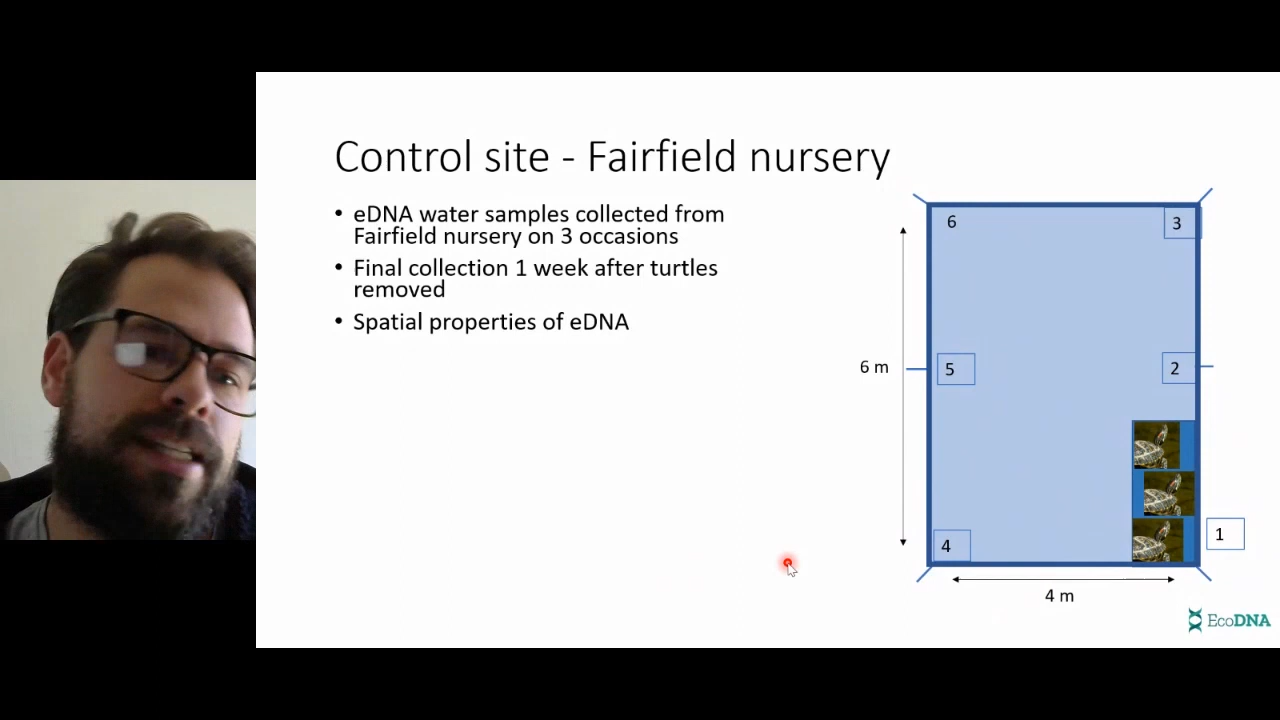 Control site - Fairfield nursery
• eDNA water samples collected from
Fairfield nursery on 3 occasions
• Final collection 1 week after turtles
removed
• Spatial properties of eDNA
6
3
6 m
5
2
4
1
4 m
EcoDNA